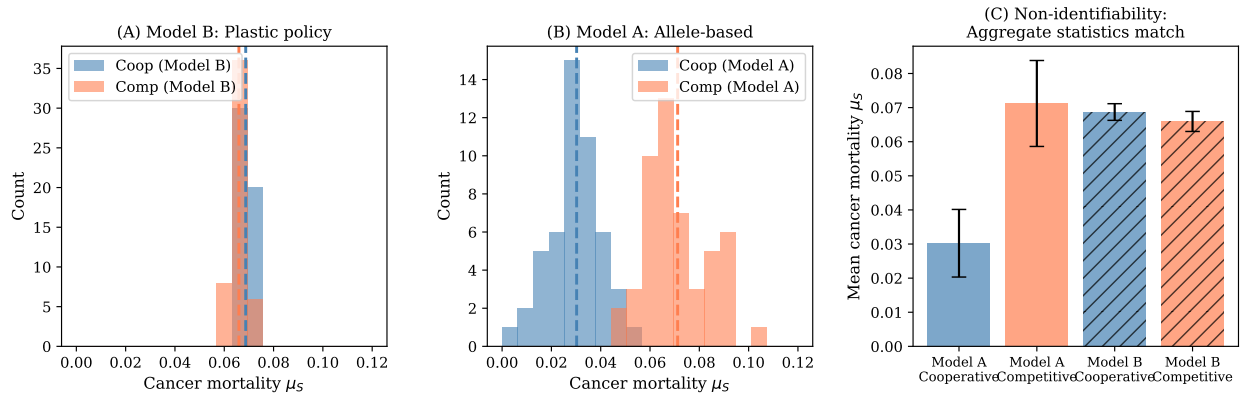 (A) Model B: Plastic policy
Coop (Model B)
Comp (Model B)
35
30
25
20
15
10
5
0
Count
0.00 0.02 0.04 0.06 0.08 0.10 0.12
Cancer mortality μS
(B) Model A: Allele-based
Coop (Model A)
Comp (Model A)
14
12
10
8
6
4
2
0
Count
0.00 0.02 0.04 0.06 0.08 0.10 0.12
Cancer mortality μS
(C) Non-identifiability:
Aggregate statistics match
0.08
0.07
0.06
0.05
0.04
0.03
0.02
0.01
0.00
Mean cancer mortality μS
Model A Model A Model B Model B
Cooperative Competitive Cooperative Competitive